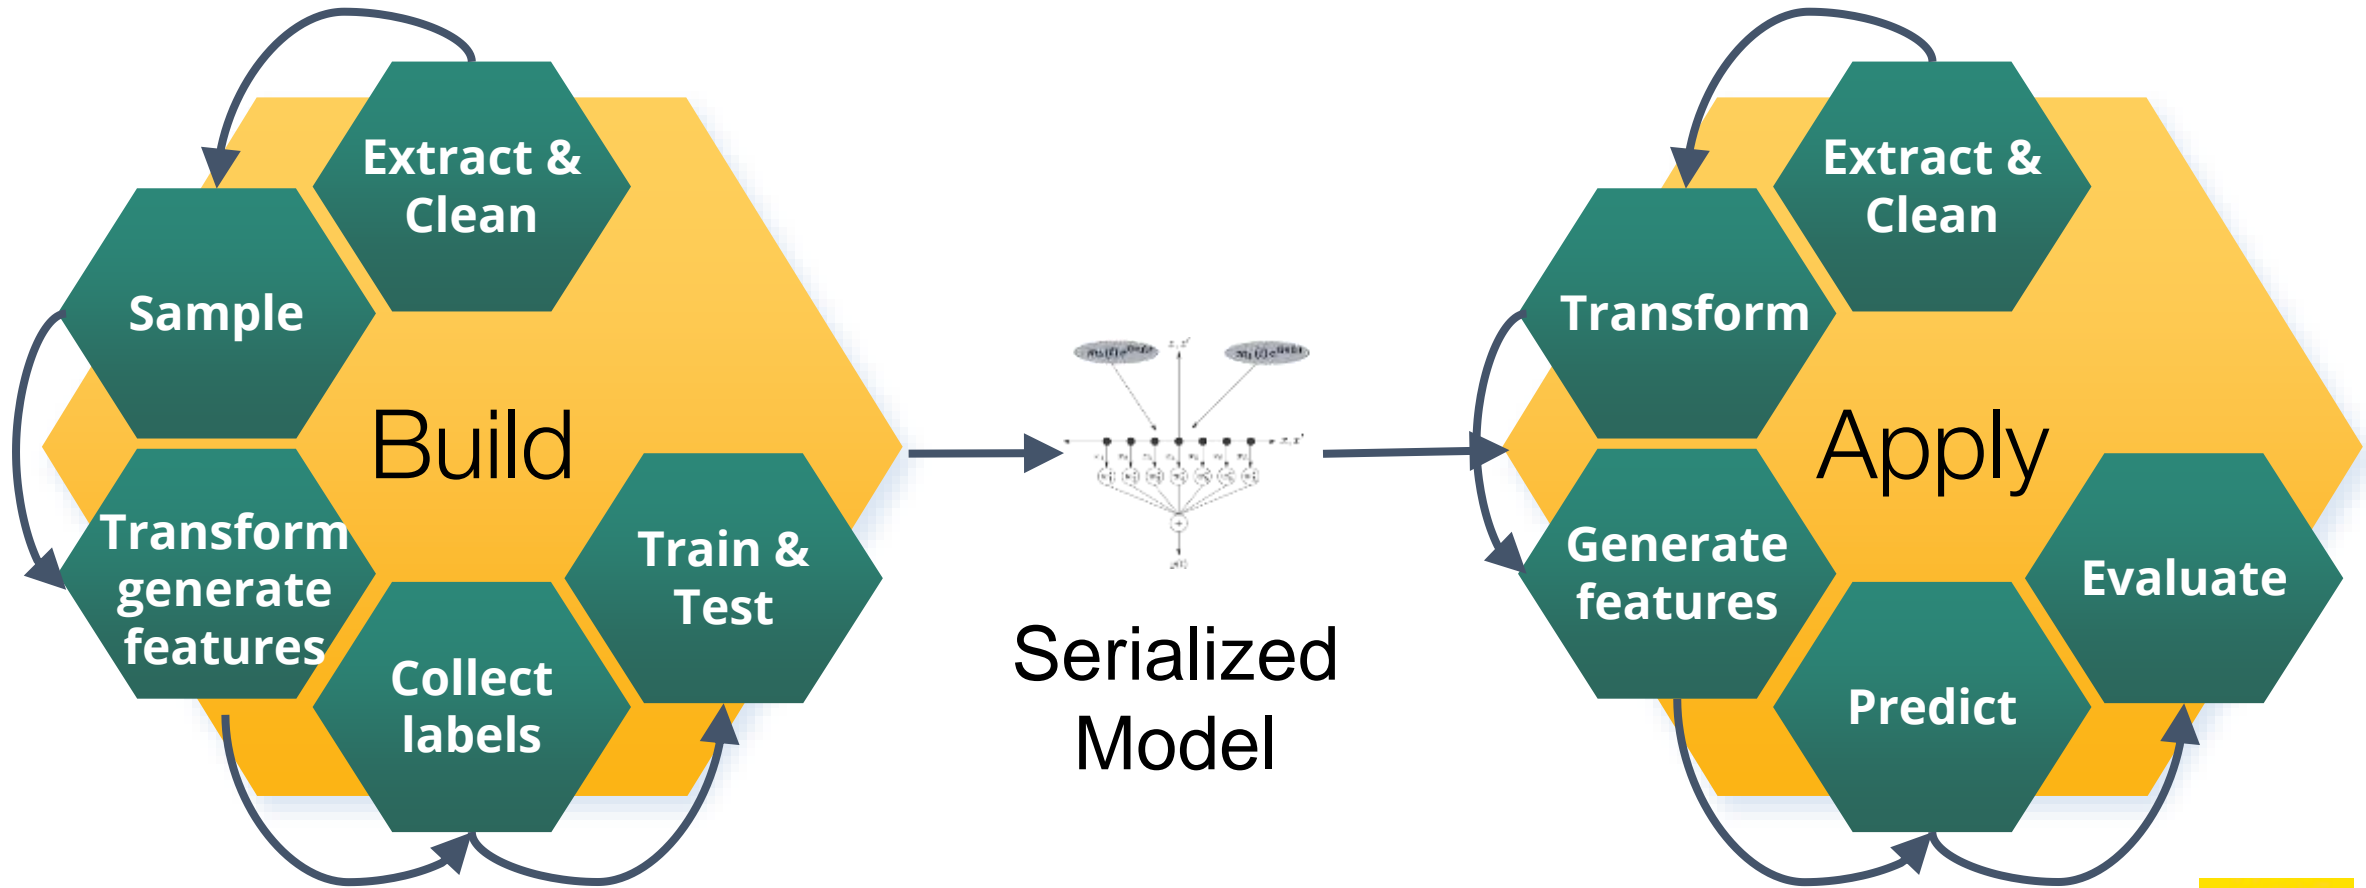 Extract &
Clean
Sample
Build
Transform
generate
features
Collect
labels
Train &
Test
Serialized
Model
Extract &
Clean
Transform
Apply
Generate
features
Predict
Evaluate